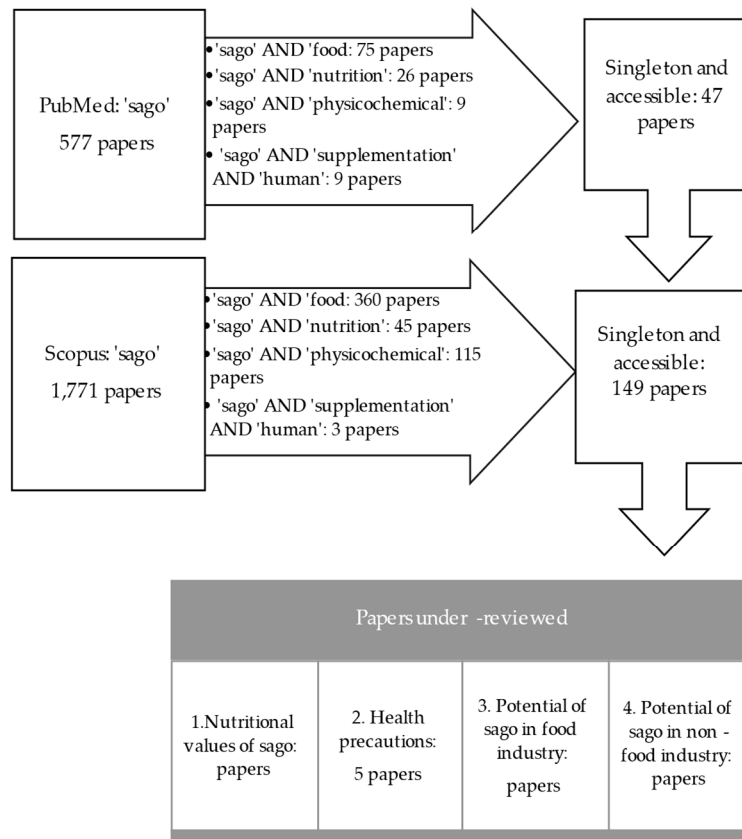 PubMed: 'sago'
577 papers
•'sago' AND 'food: 75 papers
•'sago' AND 'nutrition': 26 papers
•'sago' AND 'physicochemical': 9
papers
• 'sago' AND 'supplementation'
AND 'human': 9 papers
Singleton and
accessible: 47
papers
Scopus: 'sago'
1,771 papers
•'sago' AND 'food: 360 papers
•'sago' AND 'nutrition': 45 papers
•'sago' AND 'physicochemical': 115
papers
• 'sago' AND 'supplementation'
AND 'human': 3 papers
Singleton and
accessible:
149 papers
Papers under -reviewed
1.Nutritional
values of sago:
papers
2. Health
precautions:
5 papers
3. Potential of
sago in food
industry:
papers
4. Potential of
sago in non -
food industry:
papers